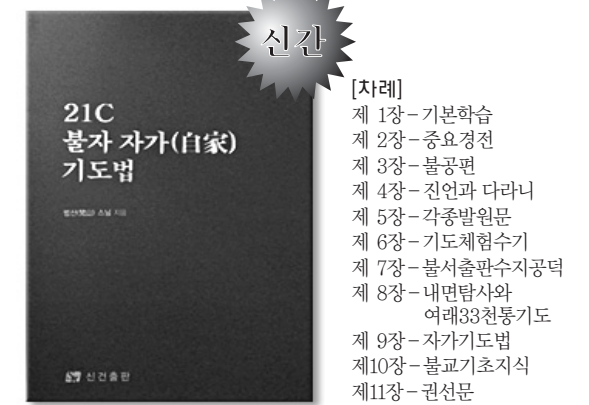 신간
21C
불자 자가(自家)
기도법
스님 지음
신건출판
[차례]
제 1장－기본학습
제 2장－중요경전
제 3장－불공편
제 4장－진언과 다라니
제 5장－각종발원문
제 6장－기도체험수기
제 7장－불서출판수지공덕
제 8장－내면탐사와
여래33천통기도
제 9장－자가기도법
제10장－불교기초지식
제11장－권선문